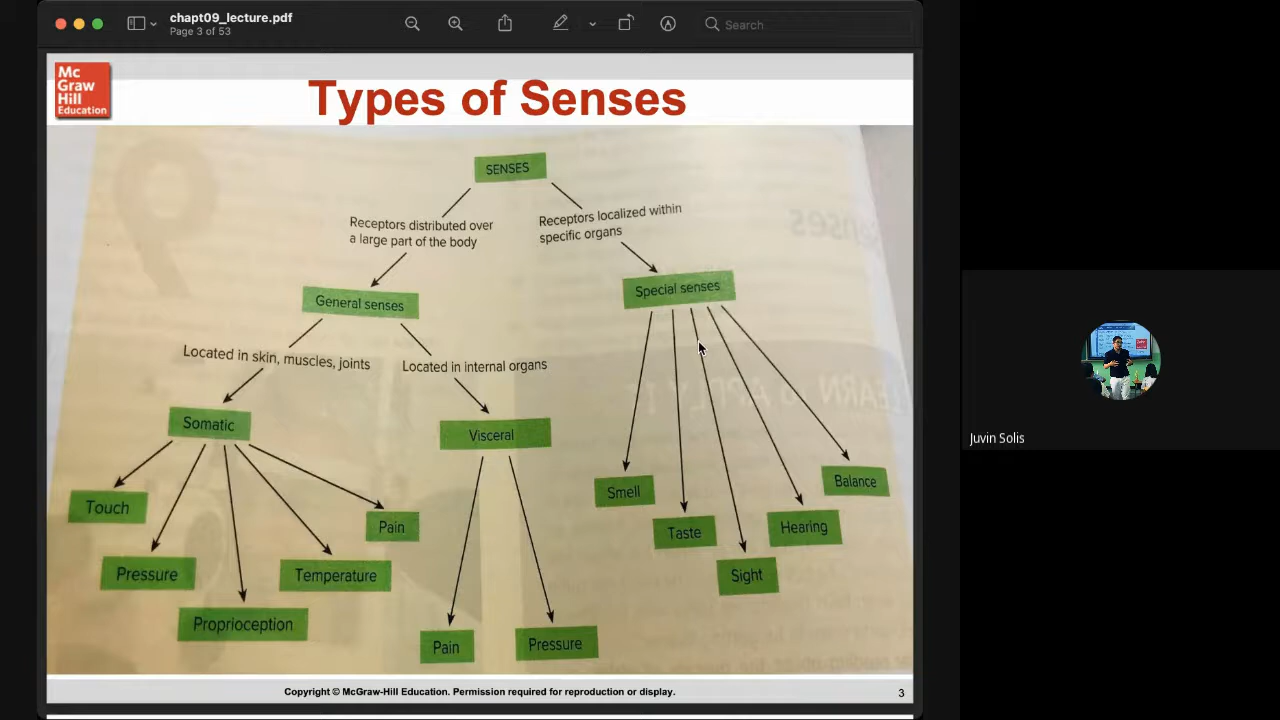 chapt09_lecture.pdf
Page 3 of 53
Search
Mc
Graw
Hill
Education
Types of Senses
SENSES
Receptors distributed over
a large part of the body
Receptors localized within
specific organs
General senses
Special senses
Located in skin, muscles, joints
Located in internal organs
Somatic
Visceral
Touch
Pressure
Proprioception
Temperature
Pain
Pain
Pressure
Smell
Taste
Sight
Hearing
Balance
Copyright © McGraw-Hill Education. Permission required for reproduction or display.
3
Juvin Solis